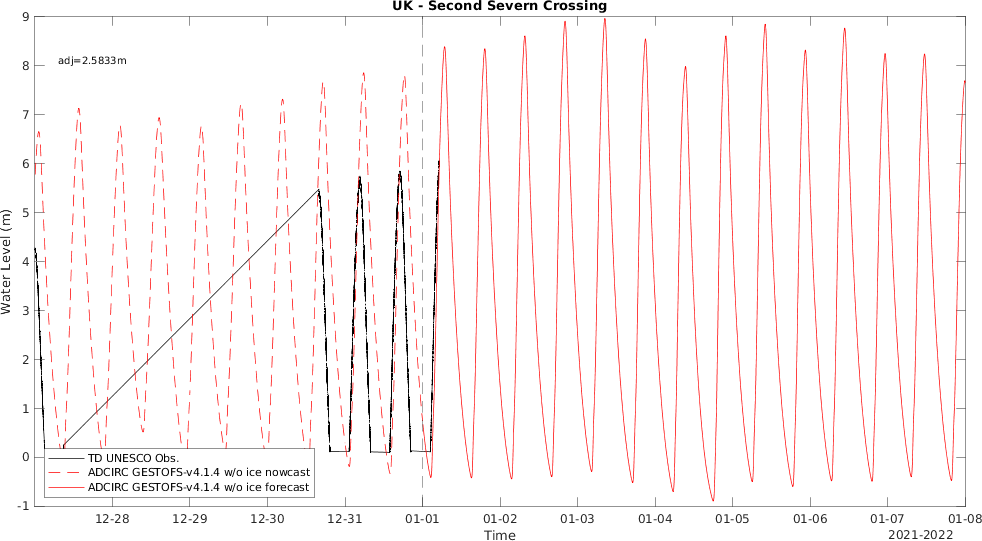 UK - Second Severn Crossing
adj=2.5833m
Water Level (m)
9
8
7
6
5
4
3
2
1
0
-1
TD UNESCO Obs.
ADCIRC GESTOFS-v4.1.4 w/o ice nowcast
ADCIRC GESTOFS-v4.1.4 w/o ice forecast
12-28 12-29 12-30 12-31 01-01 01-02 01-03 01-04 01-05 01-06 01-07 01-08
Time
2021-2022